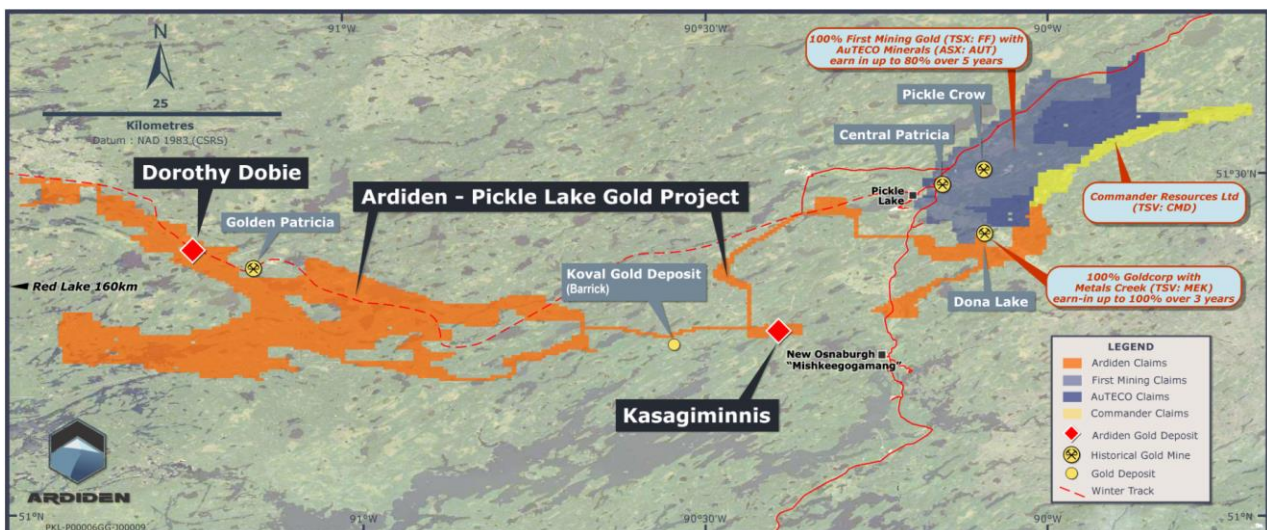 91°W
90°30'W
90°W
N
25
Kilometres
Datum : NAD 1983 (CSRS)
100% First Mining Gold (TSX: FF) with
AuTECO Minerals (ASX: AUT)
earn in up to 80% over 5 years
Pickle Crow
Central Patricia
Dorothy Dobie
Ardiden - Pickle Lake Gold Project
Pickle
Lake
51°30'N
Commander Resources Ltd
(TSV: CMD)
Golden Patricia
Koval Gold Deposit
(Barrick)
Red Lake 160km
100% Goldcorp with
Metals Creek (TSV: MEK)
earn-in up to 100% over 3 years
Dona Lake
New Osnaburgh
"Mishkeegogamang"
Kasagiminnis
LEGEND
Ardiden Claims
First Mining Claims
AuTECO Claims
Commander Claims
Ardiden Gold Deposit
Historical Gold Mine
Gold Deposit
Winter Track
ARDIDEN
51°N
PKL-P00006GG-J00009
91°W
90°30'W
90°W
51°N